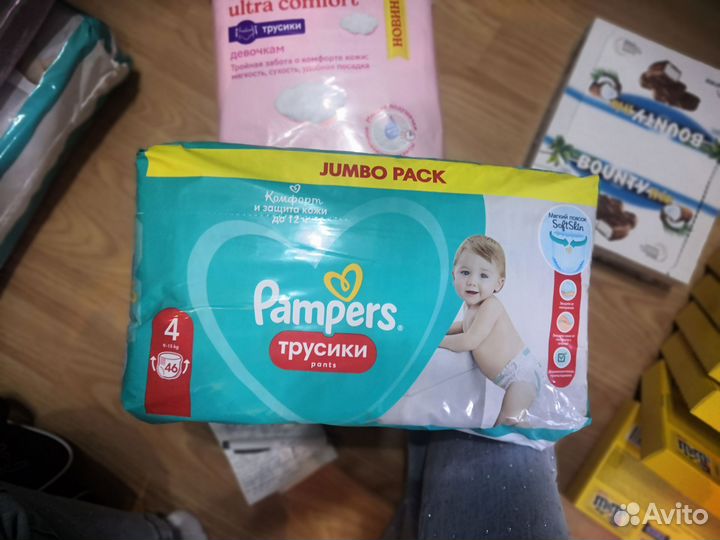 ultra comfort
трусики
НОВИН
девочкам
Тройная забота о комфорте кожи:
мягкость, сухость, удобная посадка
BOUNTY
BOUNTY
JUMBO PACK
Комфорт
и защита кожи
до 12
Мягкий поясок
SoftSkin
Pampers
трусики
pants
4
9-15 kg
46
m&m's
Avito